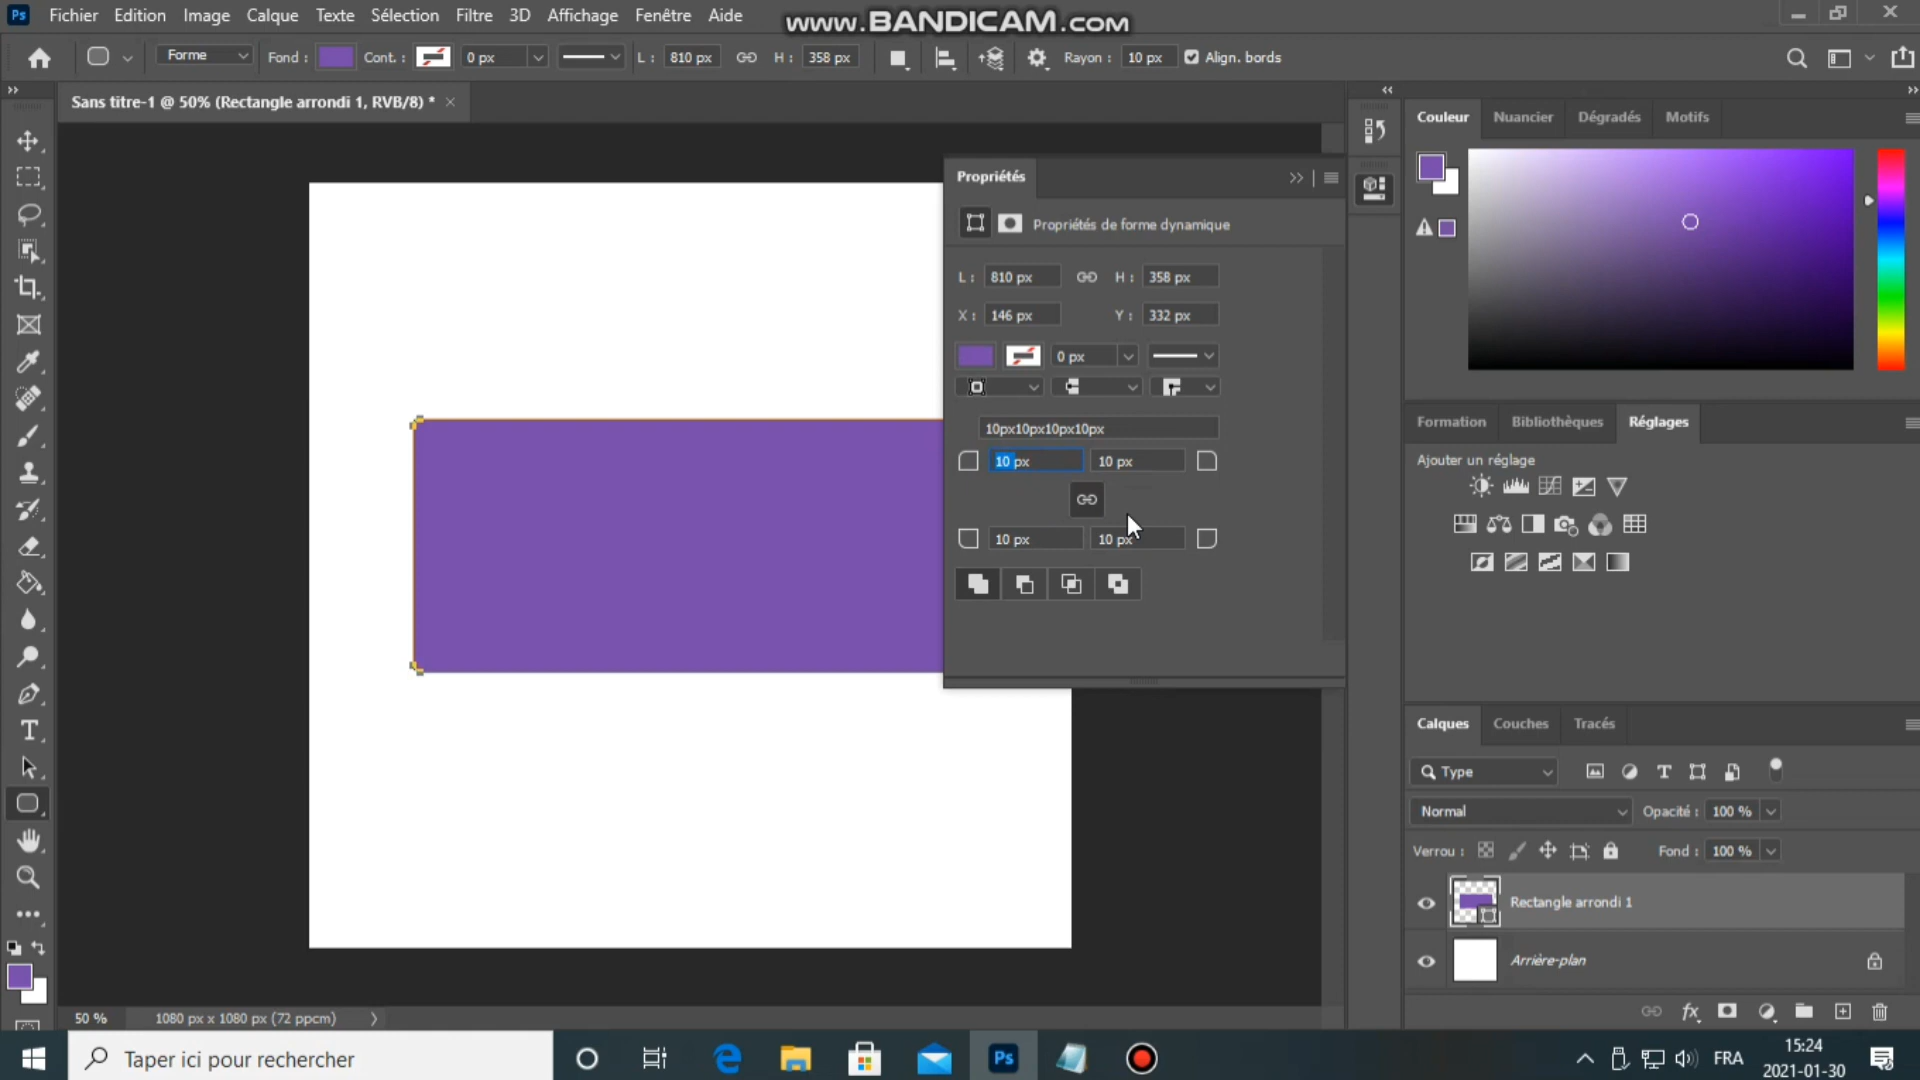 Ps Fichier Edition Image Calque Texte Sélection Filtre 3D Affichage Fenêtre Aide
www.BANDICAM.com
Forme Fond : Cont. : 0 px L : 810 px H : 358 px Rayon : 10 px Align. bords
Sans titre-1 @ 50% (Rectangle arrondi 1, RVB/8) *
Couleur Nuancier Dégradés Motifs
Propriétés
Propriétés de forme dynamique
L : 810 px H : 358 px
X : 146 px Y : 332 px
0 px
10px10px10px10px
10 px 10 px
10 px 10 px
Formation Bibliothèques Réglages
Ajouter un réglage
Calques Couches Tracés
Type
Normal Opacité : 100 %
Verrou : Fond : 100 %
Rectangle arrondi 1
Arrière-plan
fx
50 % 1080 px x 1080 px (72 ppcm)
Taper ici pour rechercher
Ps
FRA
15:24
2021-01-30